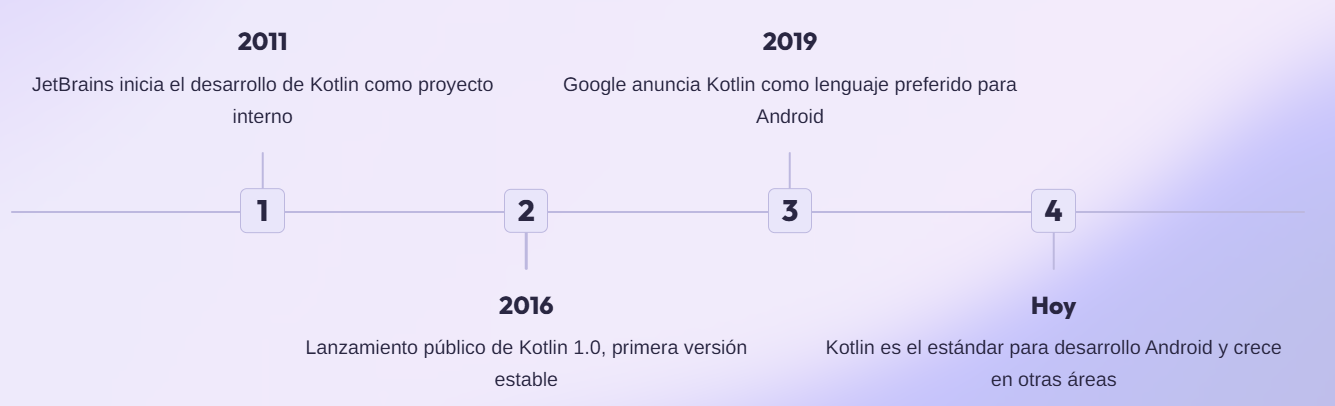 2011
JetBrains inicia el desarrollo de Kotlin como proyecto
interno
2019
Google anuncia Kotlin como lenguaje preferido para
Android
1
2
3
4
2016
Lanzamiento público de Kotlin 1.0, primera versión
estable
Hoy
Kotlin es el estándar para desarrollo Android y crece
en otras áreas